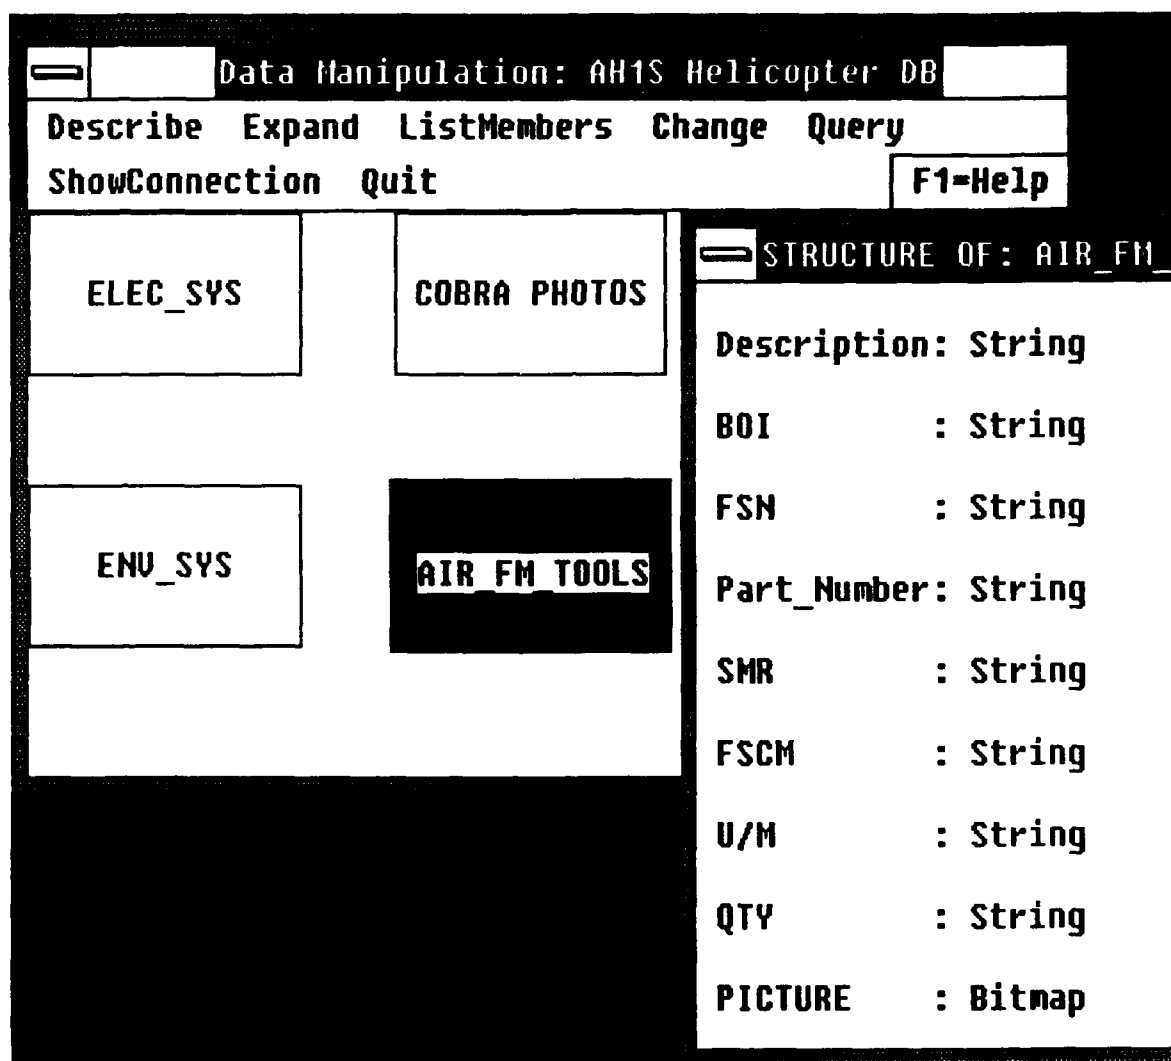 Data Manipulation: AH1S Helicopter DB
Describe Expand ListMembers Change Query
ShowConnection Quit F1=Help
ELEC_SYS COBRA PHOTOS
ENV_SYS AIR_FM_TOOLS
STRUCTURE OF: AIR_FM_
Description: String
BOI : String
FSN : String
Part_Number: String
SMR : String
FSCM : String
U/M : String
QTY : String
PICTURE : Bitmap